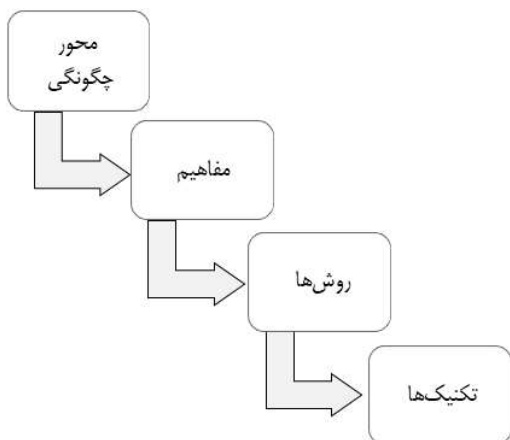 محور
چگونگی
مفاهیم
روش‌ها
تکنیک‌ها